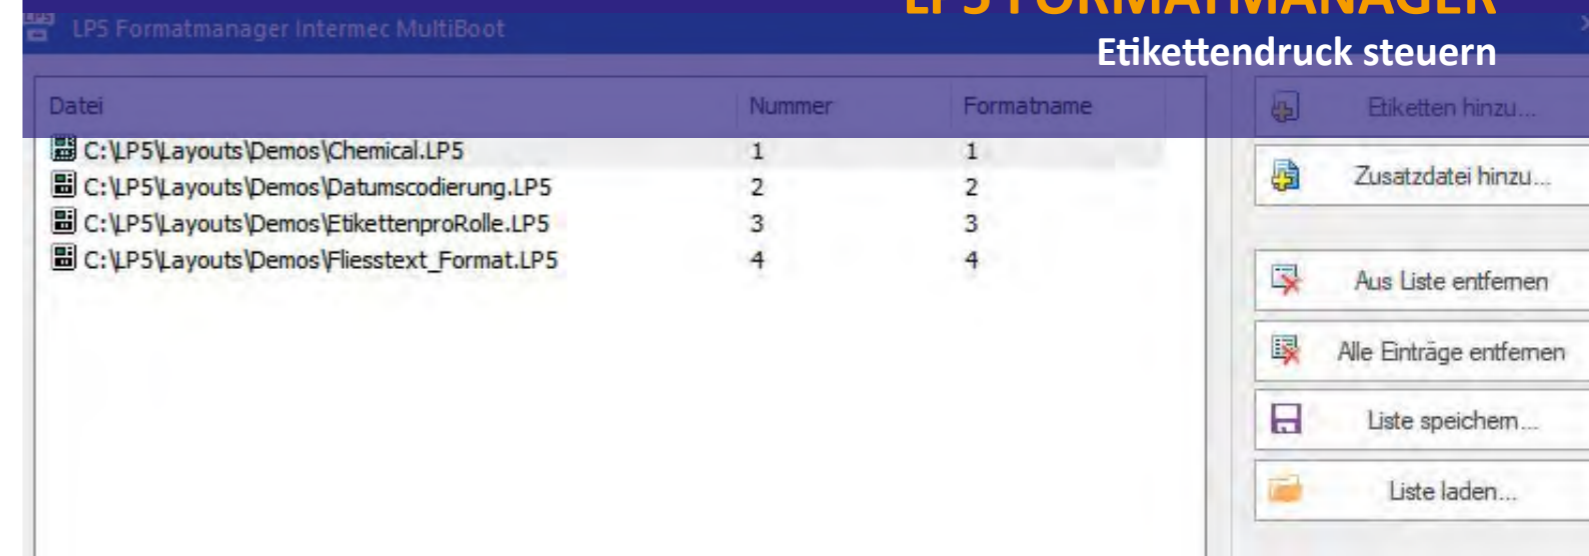 LP5 FORMATMANAGER
LP5 Formatmanager Intermec MultiBoot
Etikettendruck steuern
Datei Nummer Formatname
C:\LP5\Layouts\Demos\Chemical.LP5 1 1
C:\LP5\Layouts\Demos\Datumscodierung.LP5 2 2
C:\LP5\Layouts\Demos\EtikettenproRolle.LP5 3 3
C:\LP5\Layouts\Demos\Fliesstext_Format.LP5 4 4
Etiketten hinzu...
Zusatzdatei hinzu...
Aus Liste entfernen
Alle Einträge entfernen
Liste speichern...
Liste laden...